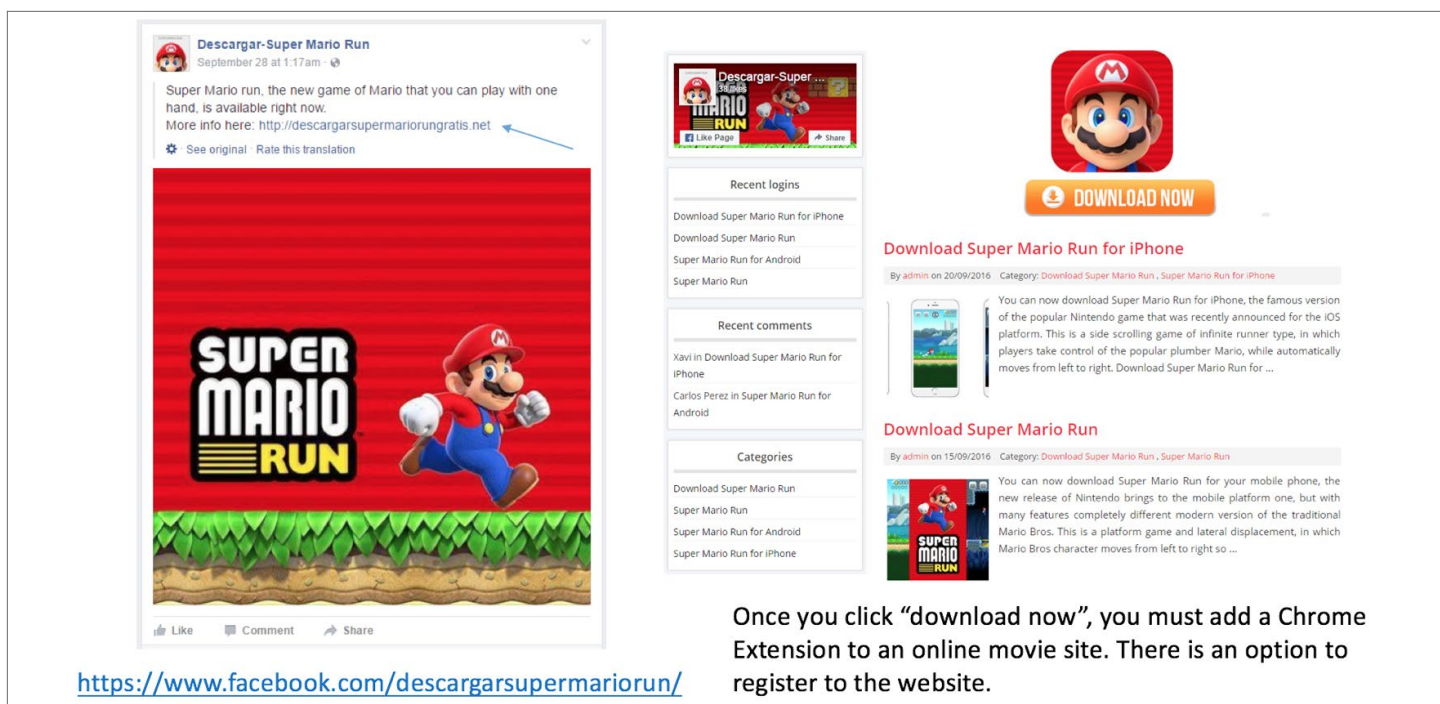 Descargar-Super Mario Run
September 28 at 1:17am
Super Mario run, the new game of Mario that you can play with one
hand, is available right now.
More info here: http://descargarsupermariorungratis.net
See original · Rate this translation
SUPER
MARIO
RUN
Like Comment Share
https://www.facebook.com/descargarsupermariorun/
Descargar-Super ...
38 likes
MARIO
RUN
Like Page
Share
Recent logins
Download Super Mario Run for iPhone
Download Super Mario Run
Super Mario Run for Android
Super Mario Run
Recent comments
Xavi in Download Super Mario Run for
iPhone
Carlos Perez in Super Mario Run for
Android
Categories
Download Super Mario Run
Super Mario Run
Super Mario Run for Android
Super Mario Run for iPhone
DOWNLOAD NOW
Download Super Mario Run for iPhone
By admin on 20/09/2016 Category: Download Super Mario Run , Super Mario Run for iPhone
You can now download Super Mario Run for iPhone, the famous version
of the popular Nintendo game that was recently announced for the iOS
platform. This is a side scrolling game of infinite runner type, in which
players take control of the popular plumber Mario, while automatically
moves from left to right. Download Super Mario Run for ...
Download Super Mario Run
By admin on 15/09/2016 Category: Download Super Mario Run , Super Mario Run
You can now download Super Mario Run for your mobile phone, the
new release of Nintendo brings to the mobile platform one, but with
many features completely different modern version of the traditional
Mario Bros. This is a platform game and lateral displacement, in which
Mario Bros character moves from left to right so ...
SUPER
MARIO
RUN
Once you click “download now”, you must add a Chrome
Extension to an online movie site. There is an option to
register to the website.